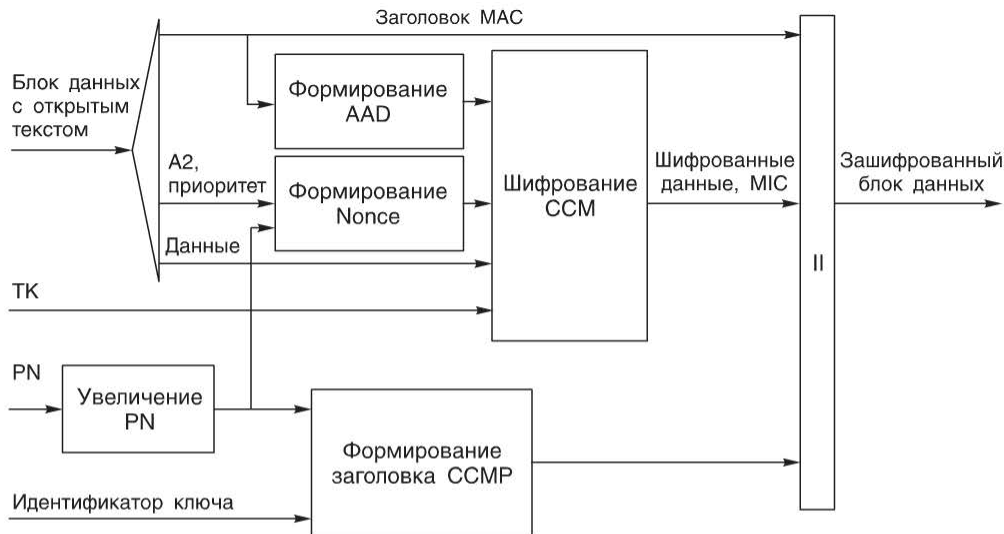 Заголовок MAC
Блок данных
с открытым
текстом
Формирование
AAD
A2,
приоритет
Формирование
Nonce
Данные
Шифрование
CCM
Шифрованные
данные, MIC
Зашифрованный
блок данных
II
TK
PN
Увеличение
PN
Формирование
заголовка CCMP
Идентификатор ключа